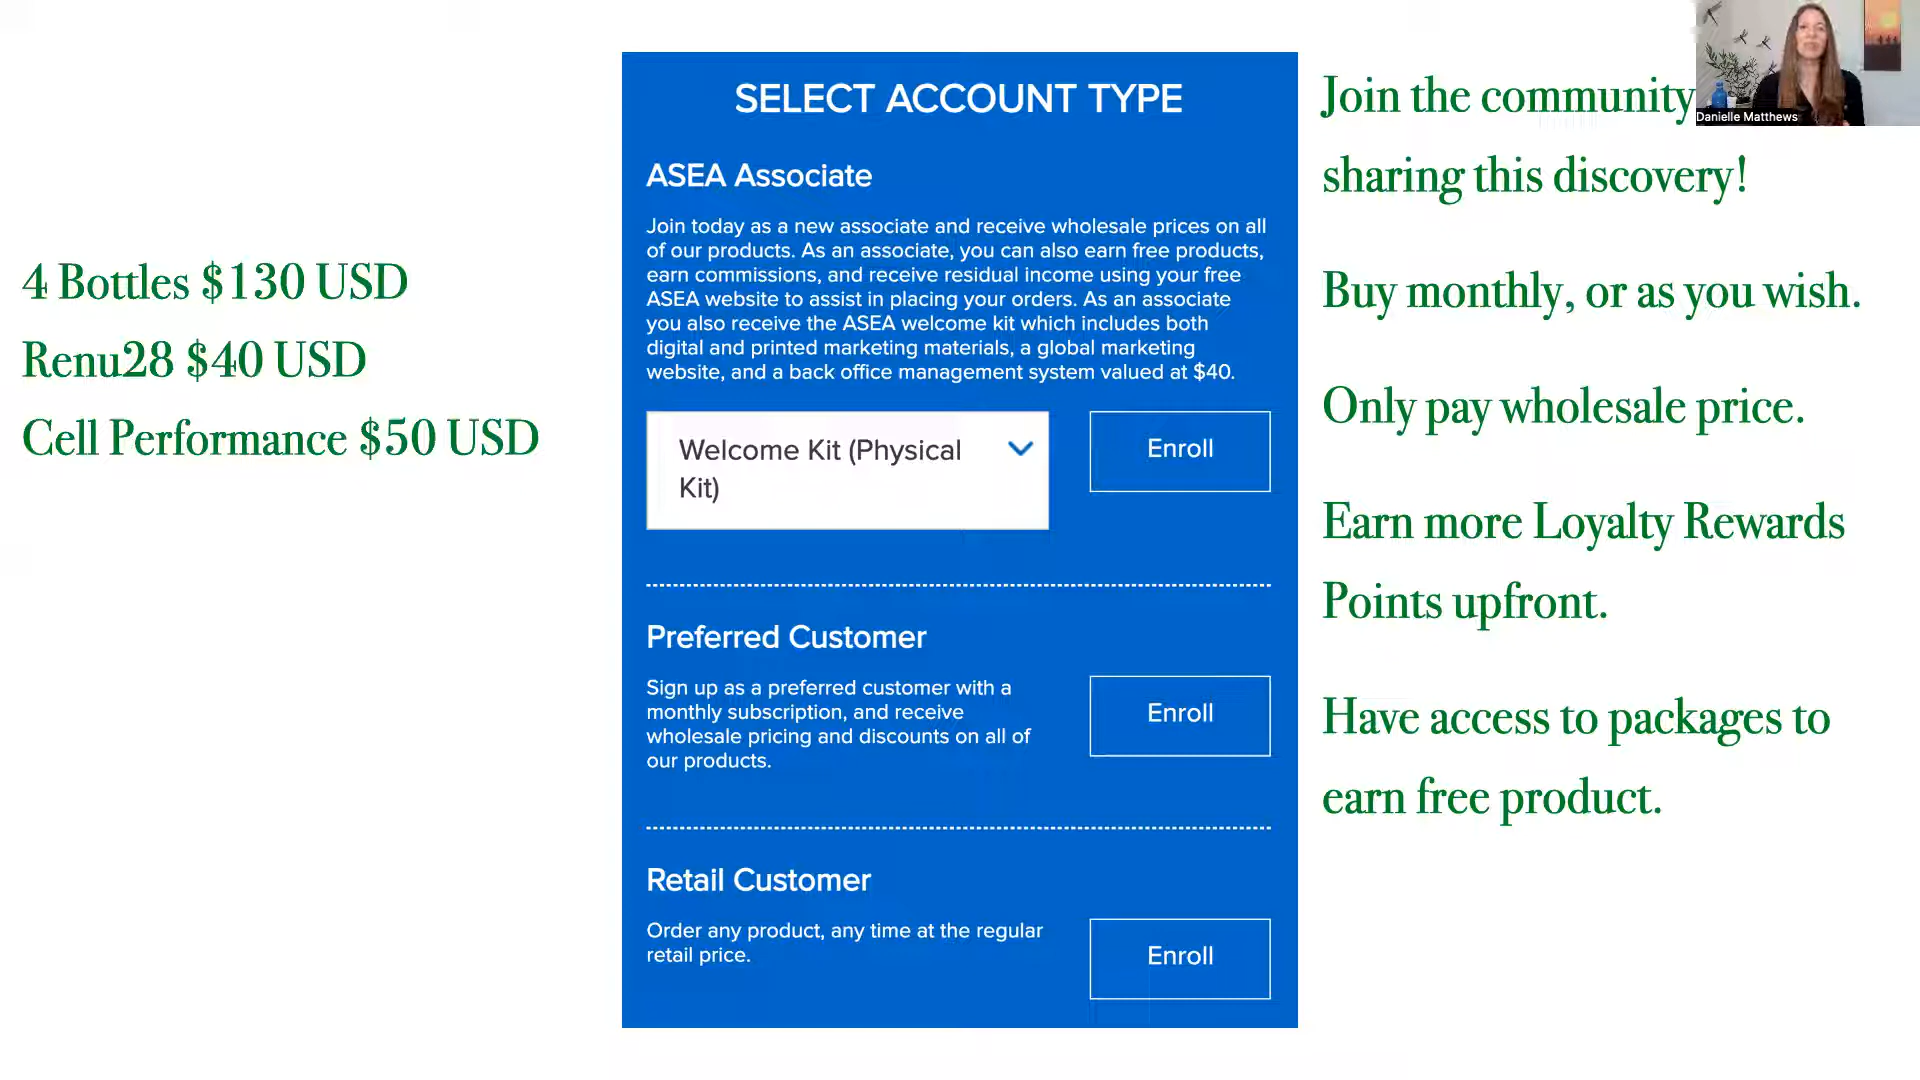 4 Bottles $130 USD
Renu28 $40 USD
Cell Performance $50 USD
SELECT ACCOUNT TYPE
ASEA Associate
Join today as a new associate and receive wholesale prices on all
of our products. As an associate, you can also earn free products,
earn commissions, and receive residual income using your free
ASEA website to assist in placing your orders. As an associate
you also receive the ASEA welcome kit which includes both
digital and printed marketing materials, a global marketing
website, and a back office management system valued at $40.
Welcome Kit (Physical
Kit)
Enroll
Preferred Customer
Sign up as a preferred customer with a
monthly subscription, and receive
wholesale pricing and discounts on all of
our products.
Enroll
Retail Customer
Order any product, any time at the regular
retail price.
Enroll
Join the community
sharing this discovery!
Buy monthly, or as you wish.
Only pay wholesale price.
Earn more Loyalty Rewards
Points upfront.
Have access to packages to
earn free product.
Danielle Matthews